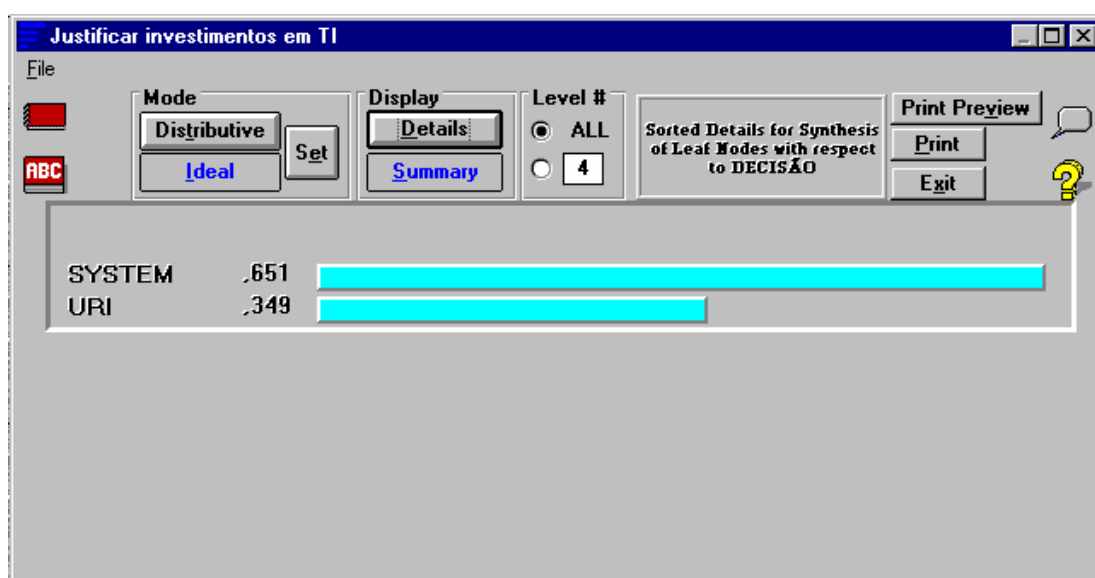 Justificar investimentos em TI
File
Mode
Distributive
Ideal
Set
Display
Details
Summary
Level #
ALL
4
Sorted Details for Synthesis
of Leaf Nodes with respect
to DECISÃO
Print Preview
Print
Exit
ABC
?
SYSTEM ,651
URI ,349